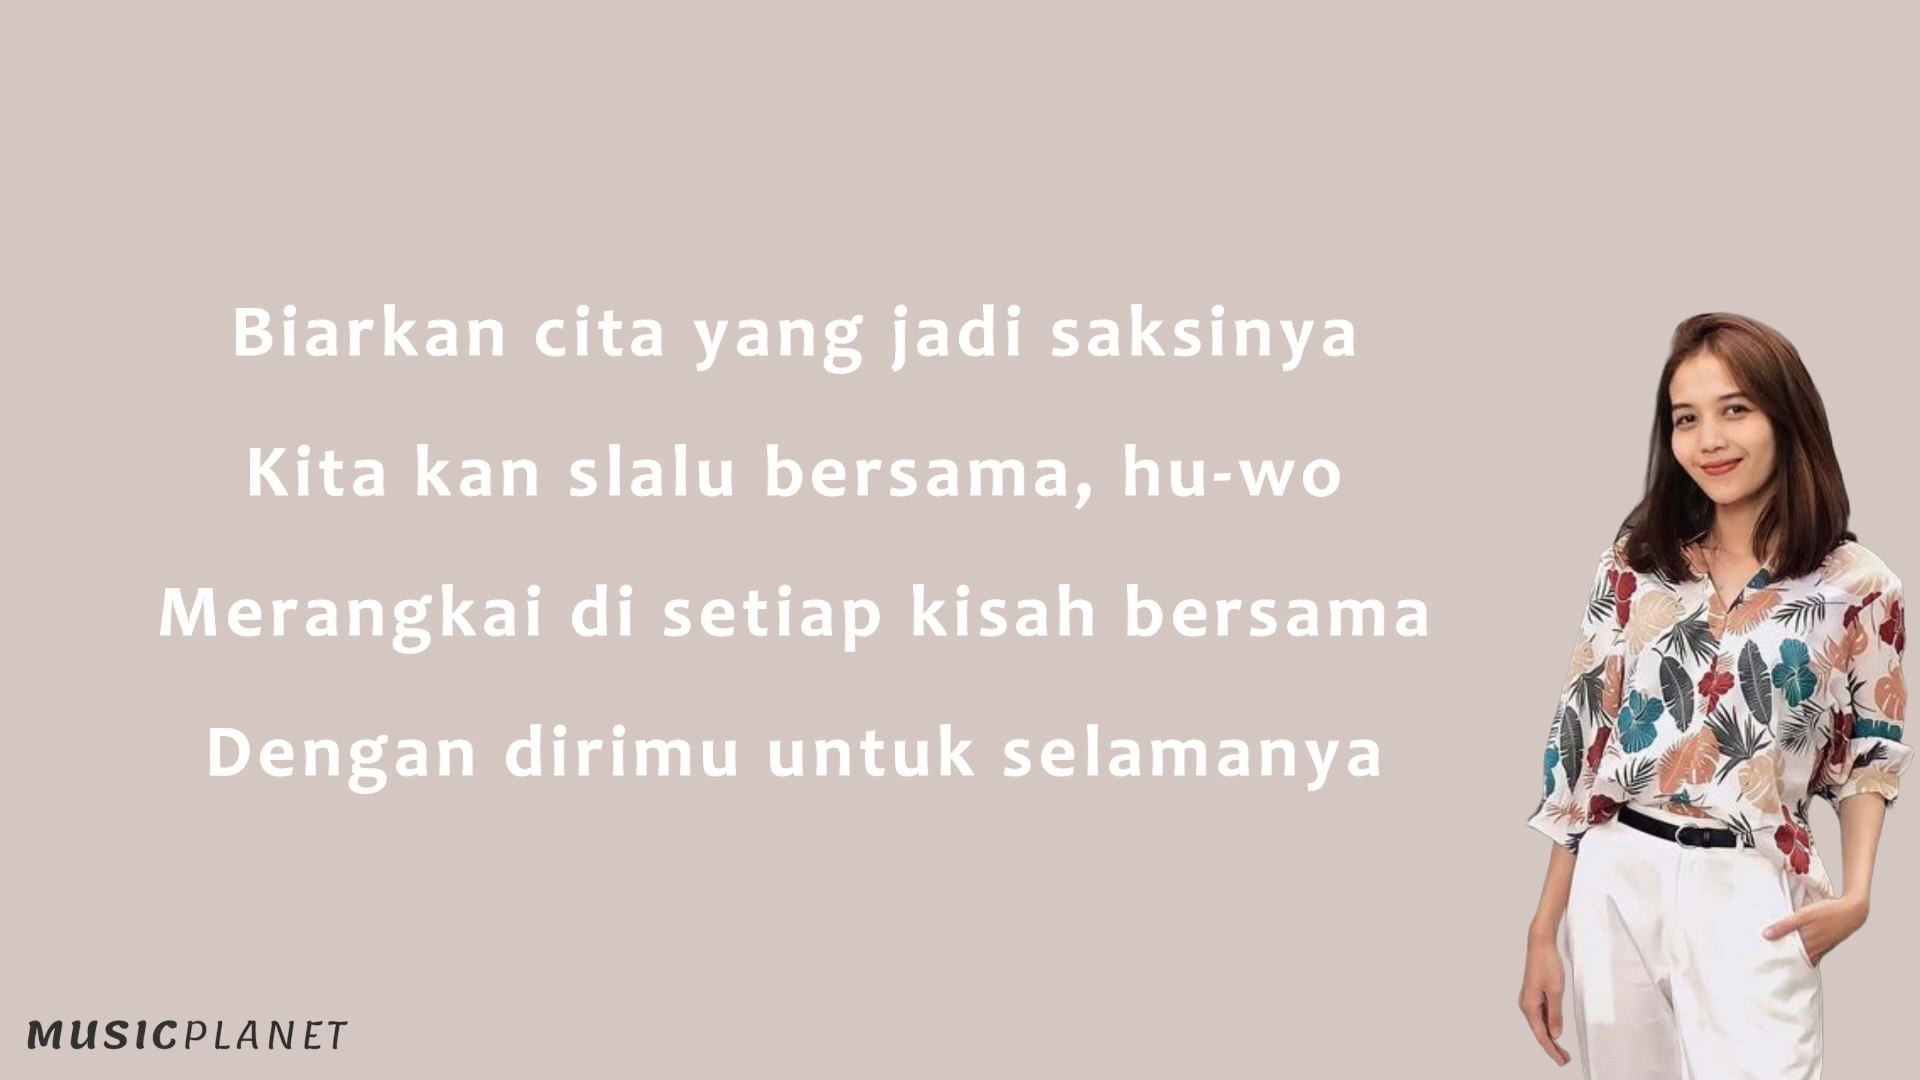 Biarkan cita yang jadi saksinya
Kita kan slalu bersama, hu-wo
Merangkai di setiap kisah bersama
Dengan dirimu untuk selamanya
MUSICPLANET